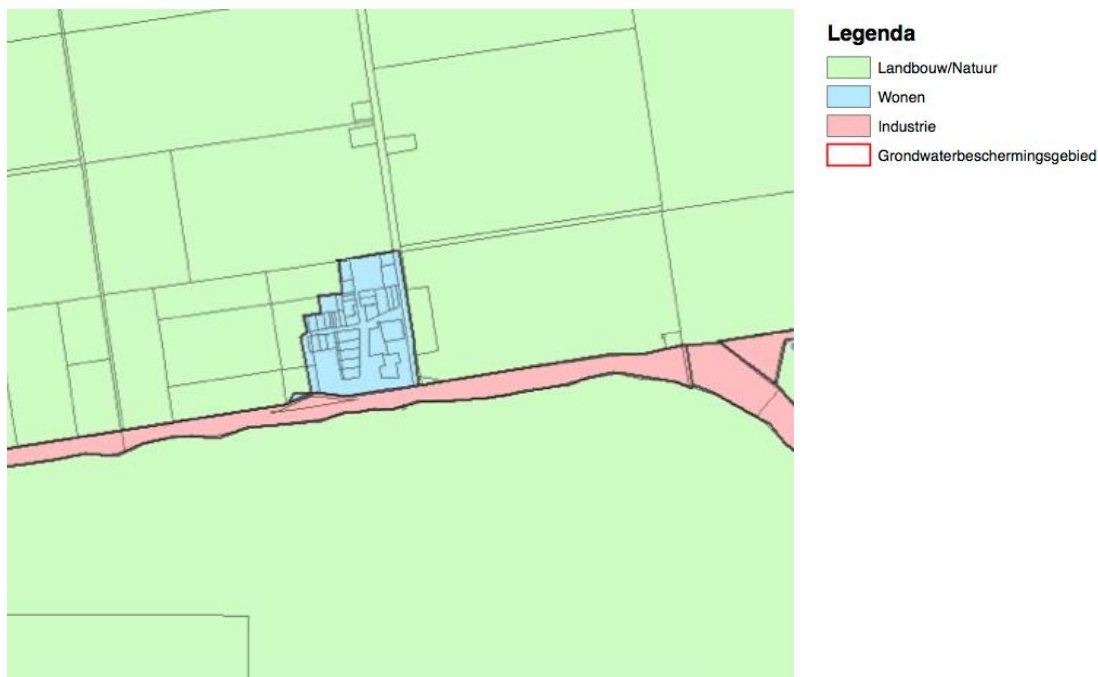 Legenda
Landbouw/Natuur
Wonen
Industrie
Grondwaterbeschermingsgebied